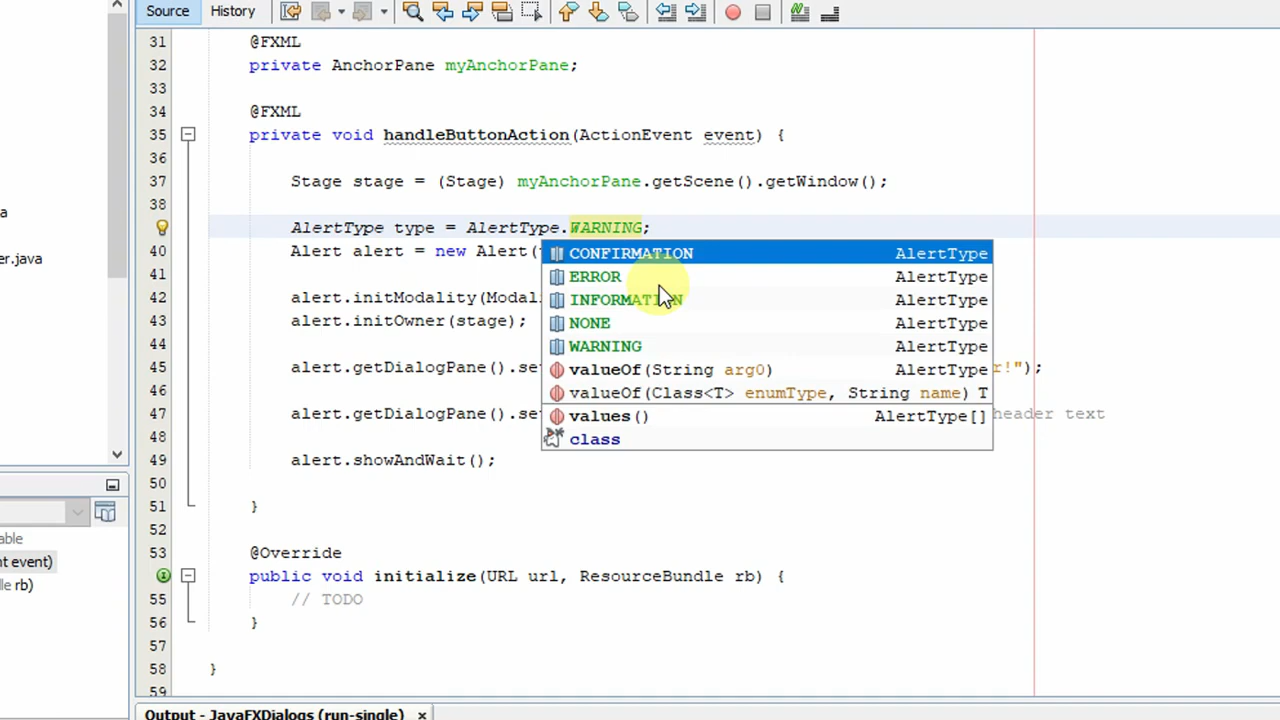 Source History
31 @FXML
32 private AnchorPane myAnchorPane;
33
34 @FXML
35 private void handleButtonAction(ActionEvent event) {
36
37 Stage stage = (Stage) myAnchorPane.getScene().getWindow();
38
AlertType type = AlertType.WARNING;
40 Alert alert = new Alert(
CONFIRMATION AlertType
41 ERROR AlertType
42 alert.initModality(Modal INFORMATION AlertType
43 alert.initOwner(stage); NONE AlertType
WARNING AlertType
45 alert.getDialogPane().set valueOf(String arg0) AlertType r!");
46 valueOf(Class<T> enumType, String name) T
47 alert.getDialogPane().set values() AlertType[] header text
48 class
49 alert.showAndWait();
50
51 }
52
53 @Override
public void initialize(URL url, ResourceBundle rb) {
55 // TODO
56 }
57
58 }
59
a
er.java
able
nt event)
le rb)
Output - JavaFXDialogs (run-single) ×